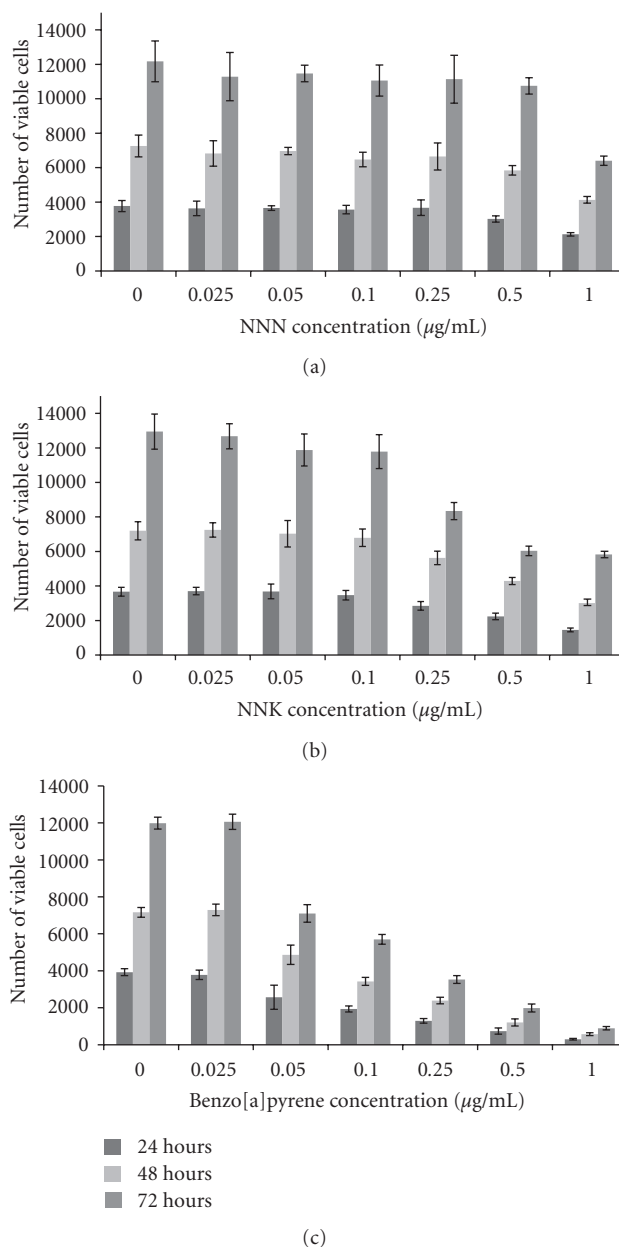 14000
12000
10000
8000
6000
4000
2000
0
Number of viable cells
0 0.025 0.05 0.1 0.25 0.5 1
NNN concentration (µg/mL)
(a)
14000
12000
10000
8000
6000
4000
2000
0
Number of viable cells
0 0.025 0.05 0.1 0.25 0.5 1
NNK concentration (µg/mL)
(b)
14000
12000
10000
8000
6000
4000
2000
0
Number of viable cells
0 0.025 0.05 0.1 0.25 0.5 1
Benzo[a]pyrene concentration (µg/mL)
24 hours
48 hours
72 hours
(c)